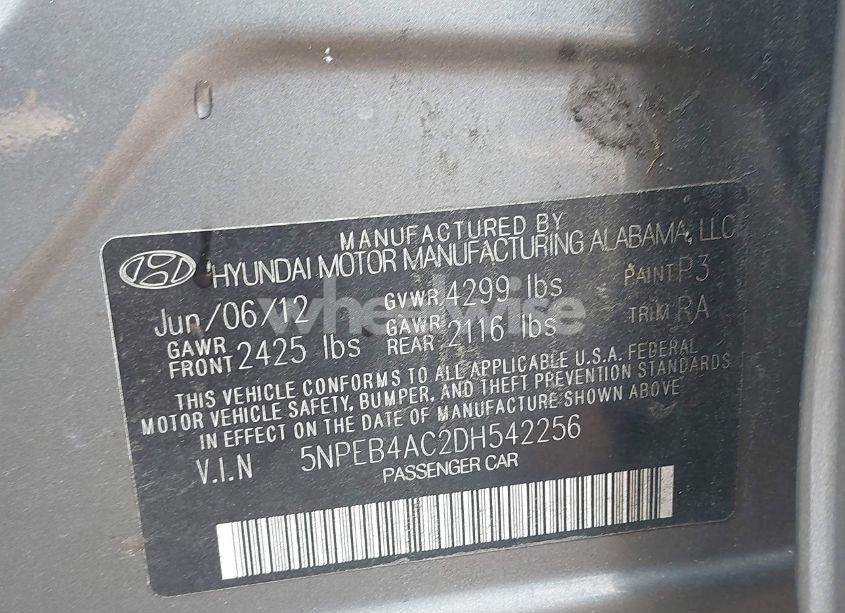 MANUFACTURED BY
HYUNDAI MOTOR MANUFACTURING ALABAMA, LLC
Jun/06/12 GVWR 4299 lbs PAINT P3
GAWR FRONT 2425 lbs GAWR REAR 2116 lbs TRIM RA
THIS VEHICLE CONFORMS TO ALL APPLICABLE U.S.A. FEDERAL
MOTOR VEHICLE SAFETY, BUMPER, AND THEFT PREVENTION STANDARDS
IN EFFECT ON THE DATE OF MANUFACTURE SHOWN ABOVE
V.I.N 5NPEB4AC2DH542256
PASSENGER CAR
wheelwise